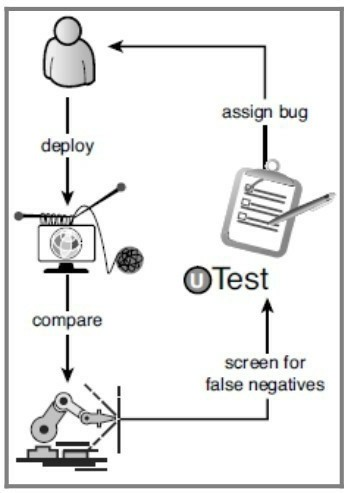 assign bug
deploy
UTest
compare
screen for
false negatives